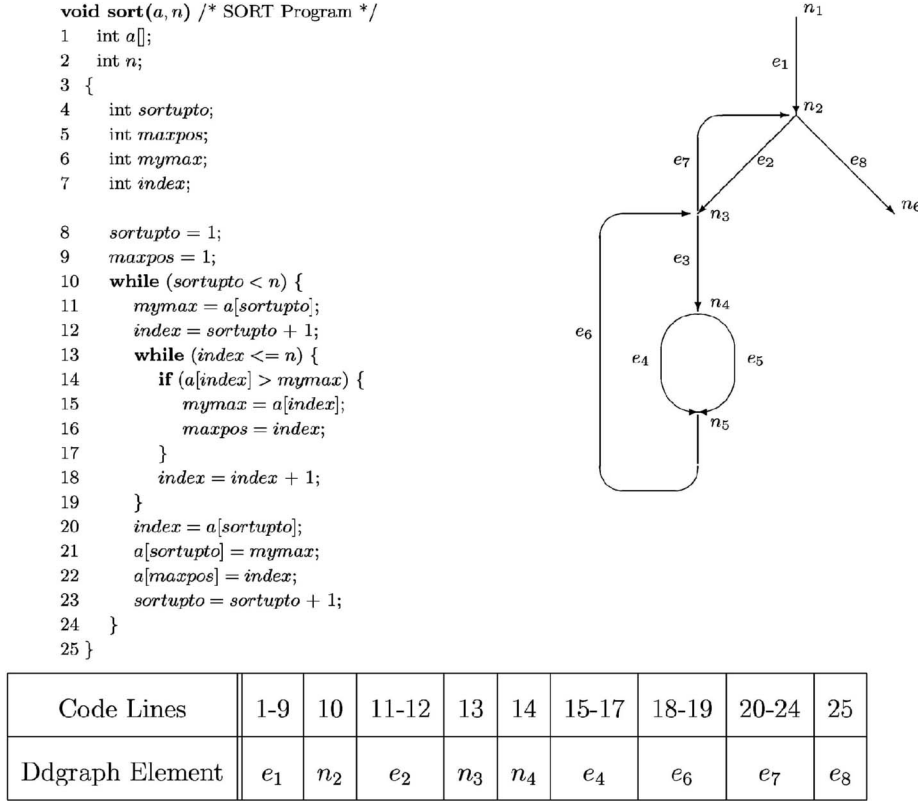 void sort(a, n) /* SORT Program */
1 int a[];
2 int n;
3 {
4 int sortupto;
5 int maxpos;
6 int mymax;
7 int index;
8 sortupto = 1;
9 maxpos = 1;
10 while (sortupto < n) {
11 mymax = a[sortupto];
12 index = sortupto + 1;
13 while (index <= n) {
14 if (a[index] > mymax) {
15 mymax = a[index];
16 maxpos = index;
17 }
18 index = index + 1;
19 }
20 index = a[sortupto];
21 a[sortupto] = mymax;
22 a[maxpos] = index;
23 sortupto = sortupto + 1;
24 }
25 }
n1
e1
n2
e7
e2
e8
n3
n6
e3
n4
e6
e4
e5
n5
Code Lines 1-9 10 11-12 13 14 15-17 18-19 20-24 25
Ddgraph Element e1 n2 e2 n3 n4 e4 e6 e7 e8